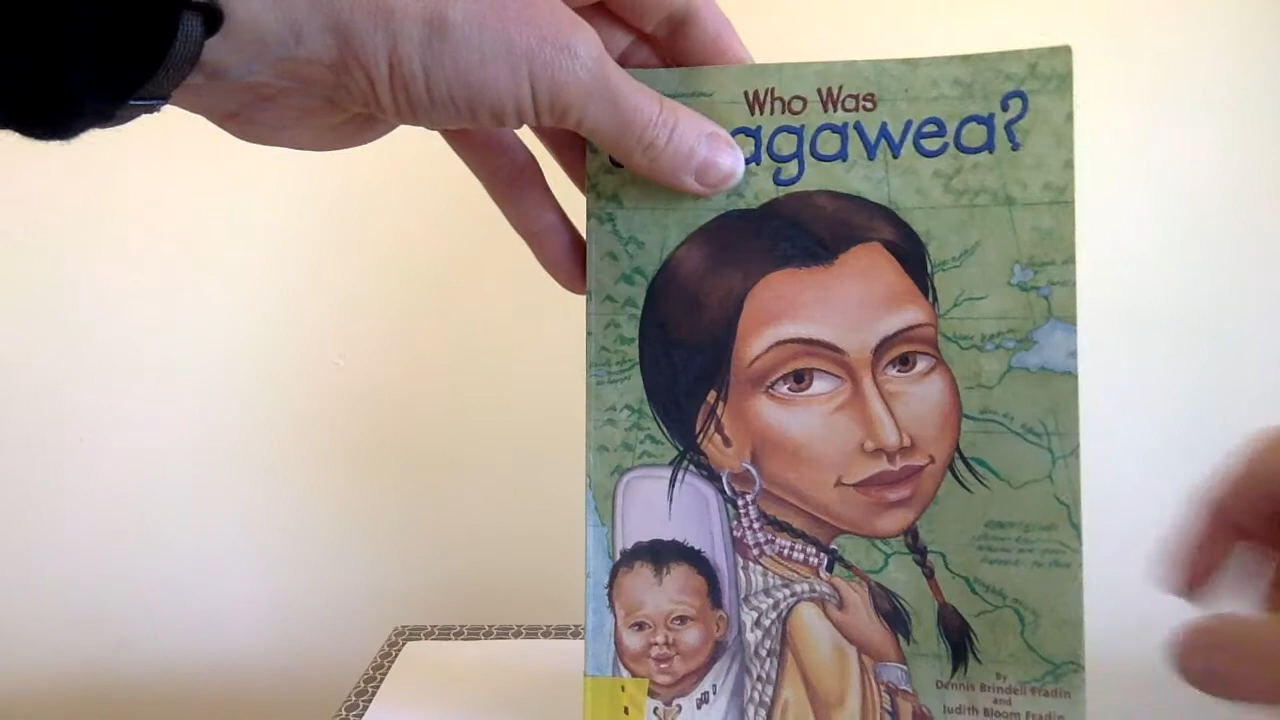 Who Was
agawea?
By
Dennis Brindell Fradin
and
Judith Bloom Fradin